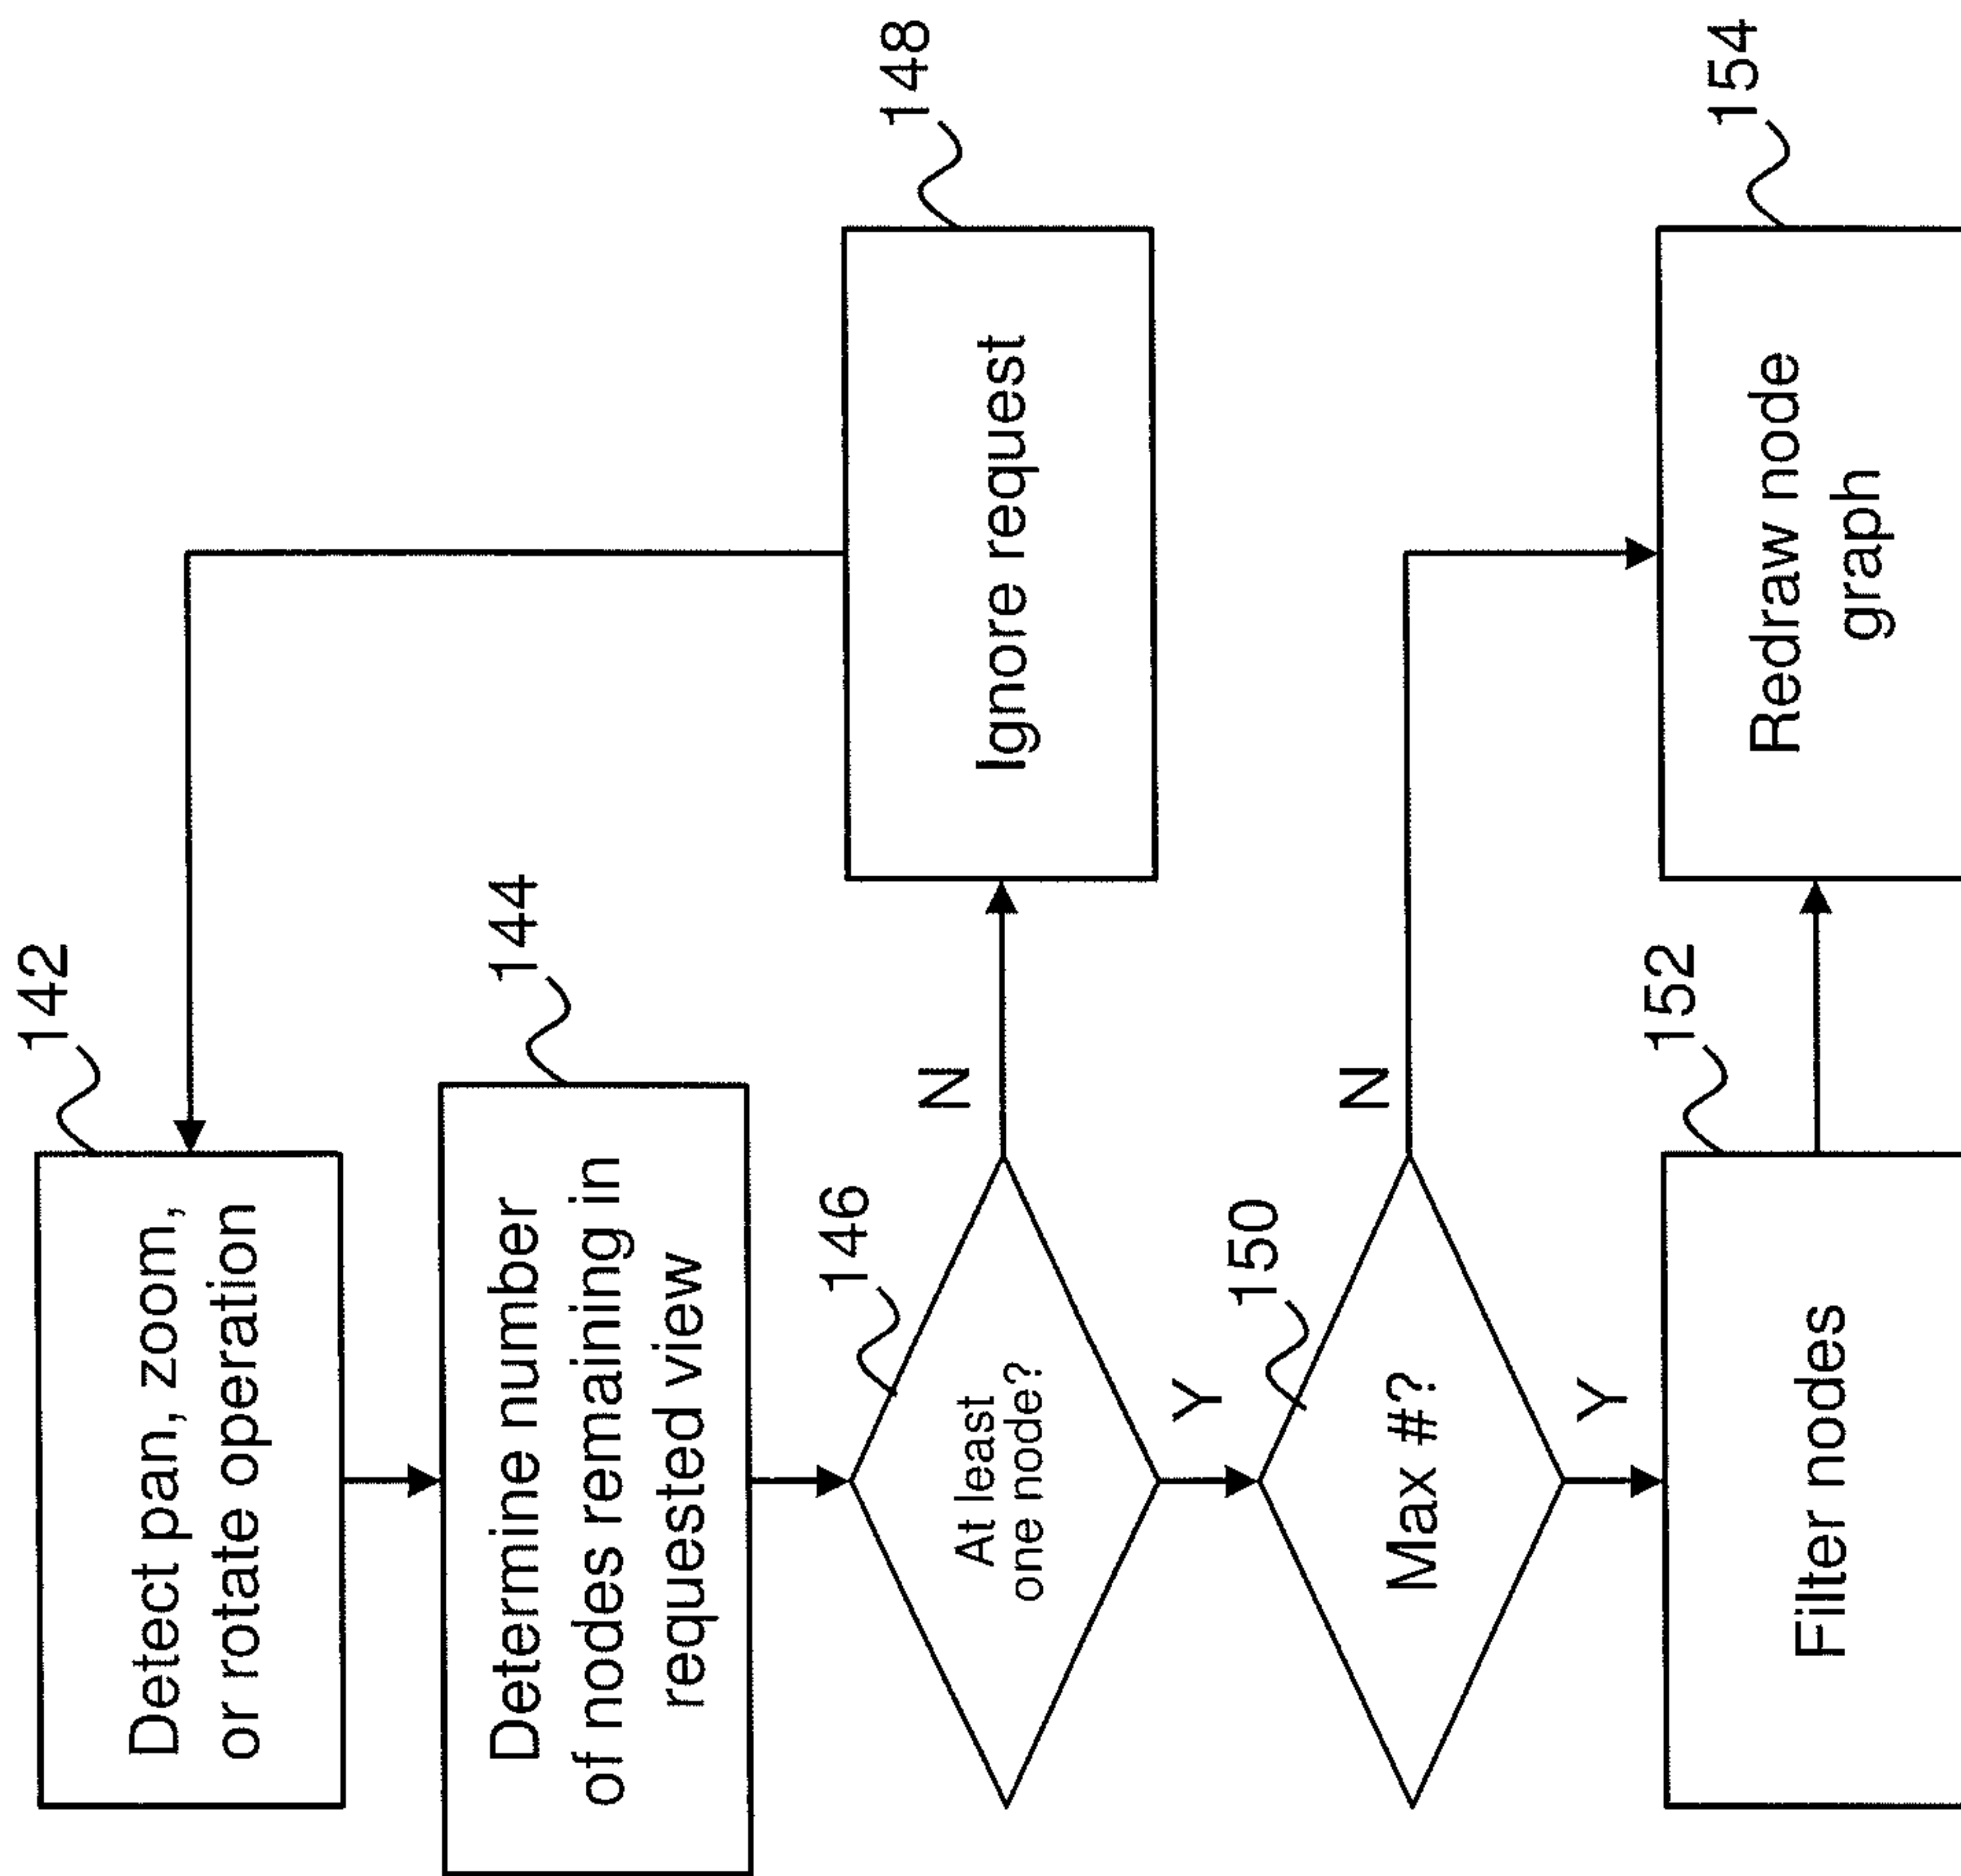 142
Detect pan, zoom,
or rotate operation
144
Determine number
of nodes remaining in
requested view
146
At least
one node?
N
148
Ignore request
Y
150
Max #?
N
Y
152
Filter nodes
154
Redraw node
graph